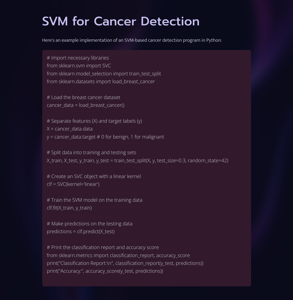 SVM for Cancer Detection
Here's an example implementation of an SVM-based cancer detection program in Python:
# Import necessary libraries
from sklearn.svm import SVC
from sklearn.model_selection import train_test_split
from sklearn.datasets import load_breast_cancer
# Load the breast cancer dataset
cancer_data = load_breast_cancer()
# Separate features (X) and target labels (y)
X = cancer_data.data
y = cancer_data.target # 0 for benign, 1 for malignant
# Split data into training and testing sets
X_train, X_test, y_train, y_test = train_test_split(X, y, test_size=0.3, random_state=42)
# Create an SVC object with a linear kernel
clf = SVC(kernel='linear')
# Train the SVM model on the training data
clf.fit(X_train, y_train)
# Make predictions on the testing data
predictions = clf.predict(X_test)
# Print the classification report and accuracy score
from sklearn.metrics import classification_report, accuracy_score
print("Classification Report:\n", classification_report(y_test, predictions))
print("Accuracy:", accuracy_score(y_test, predictions))